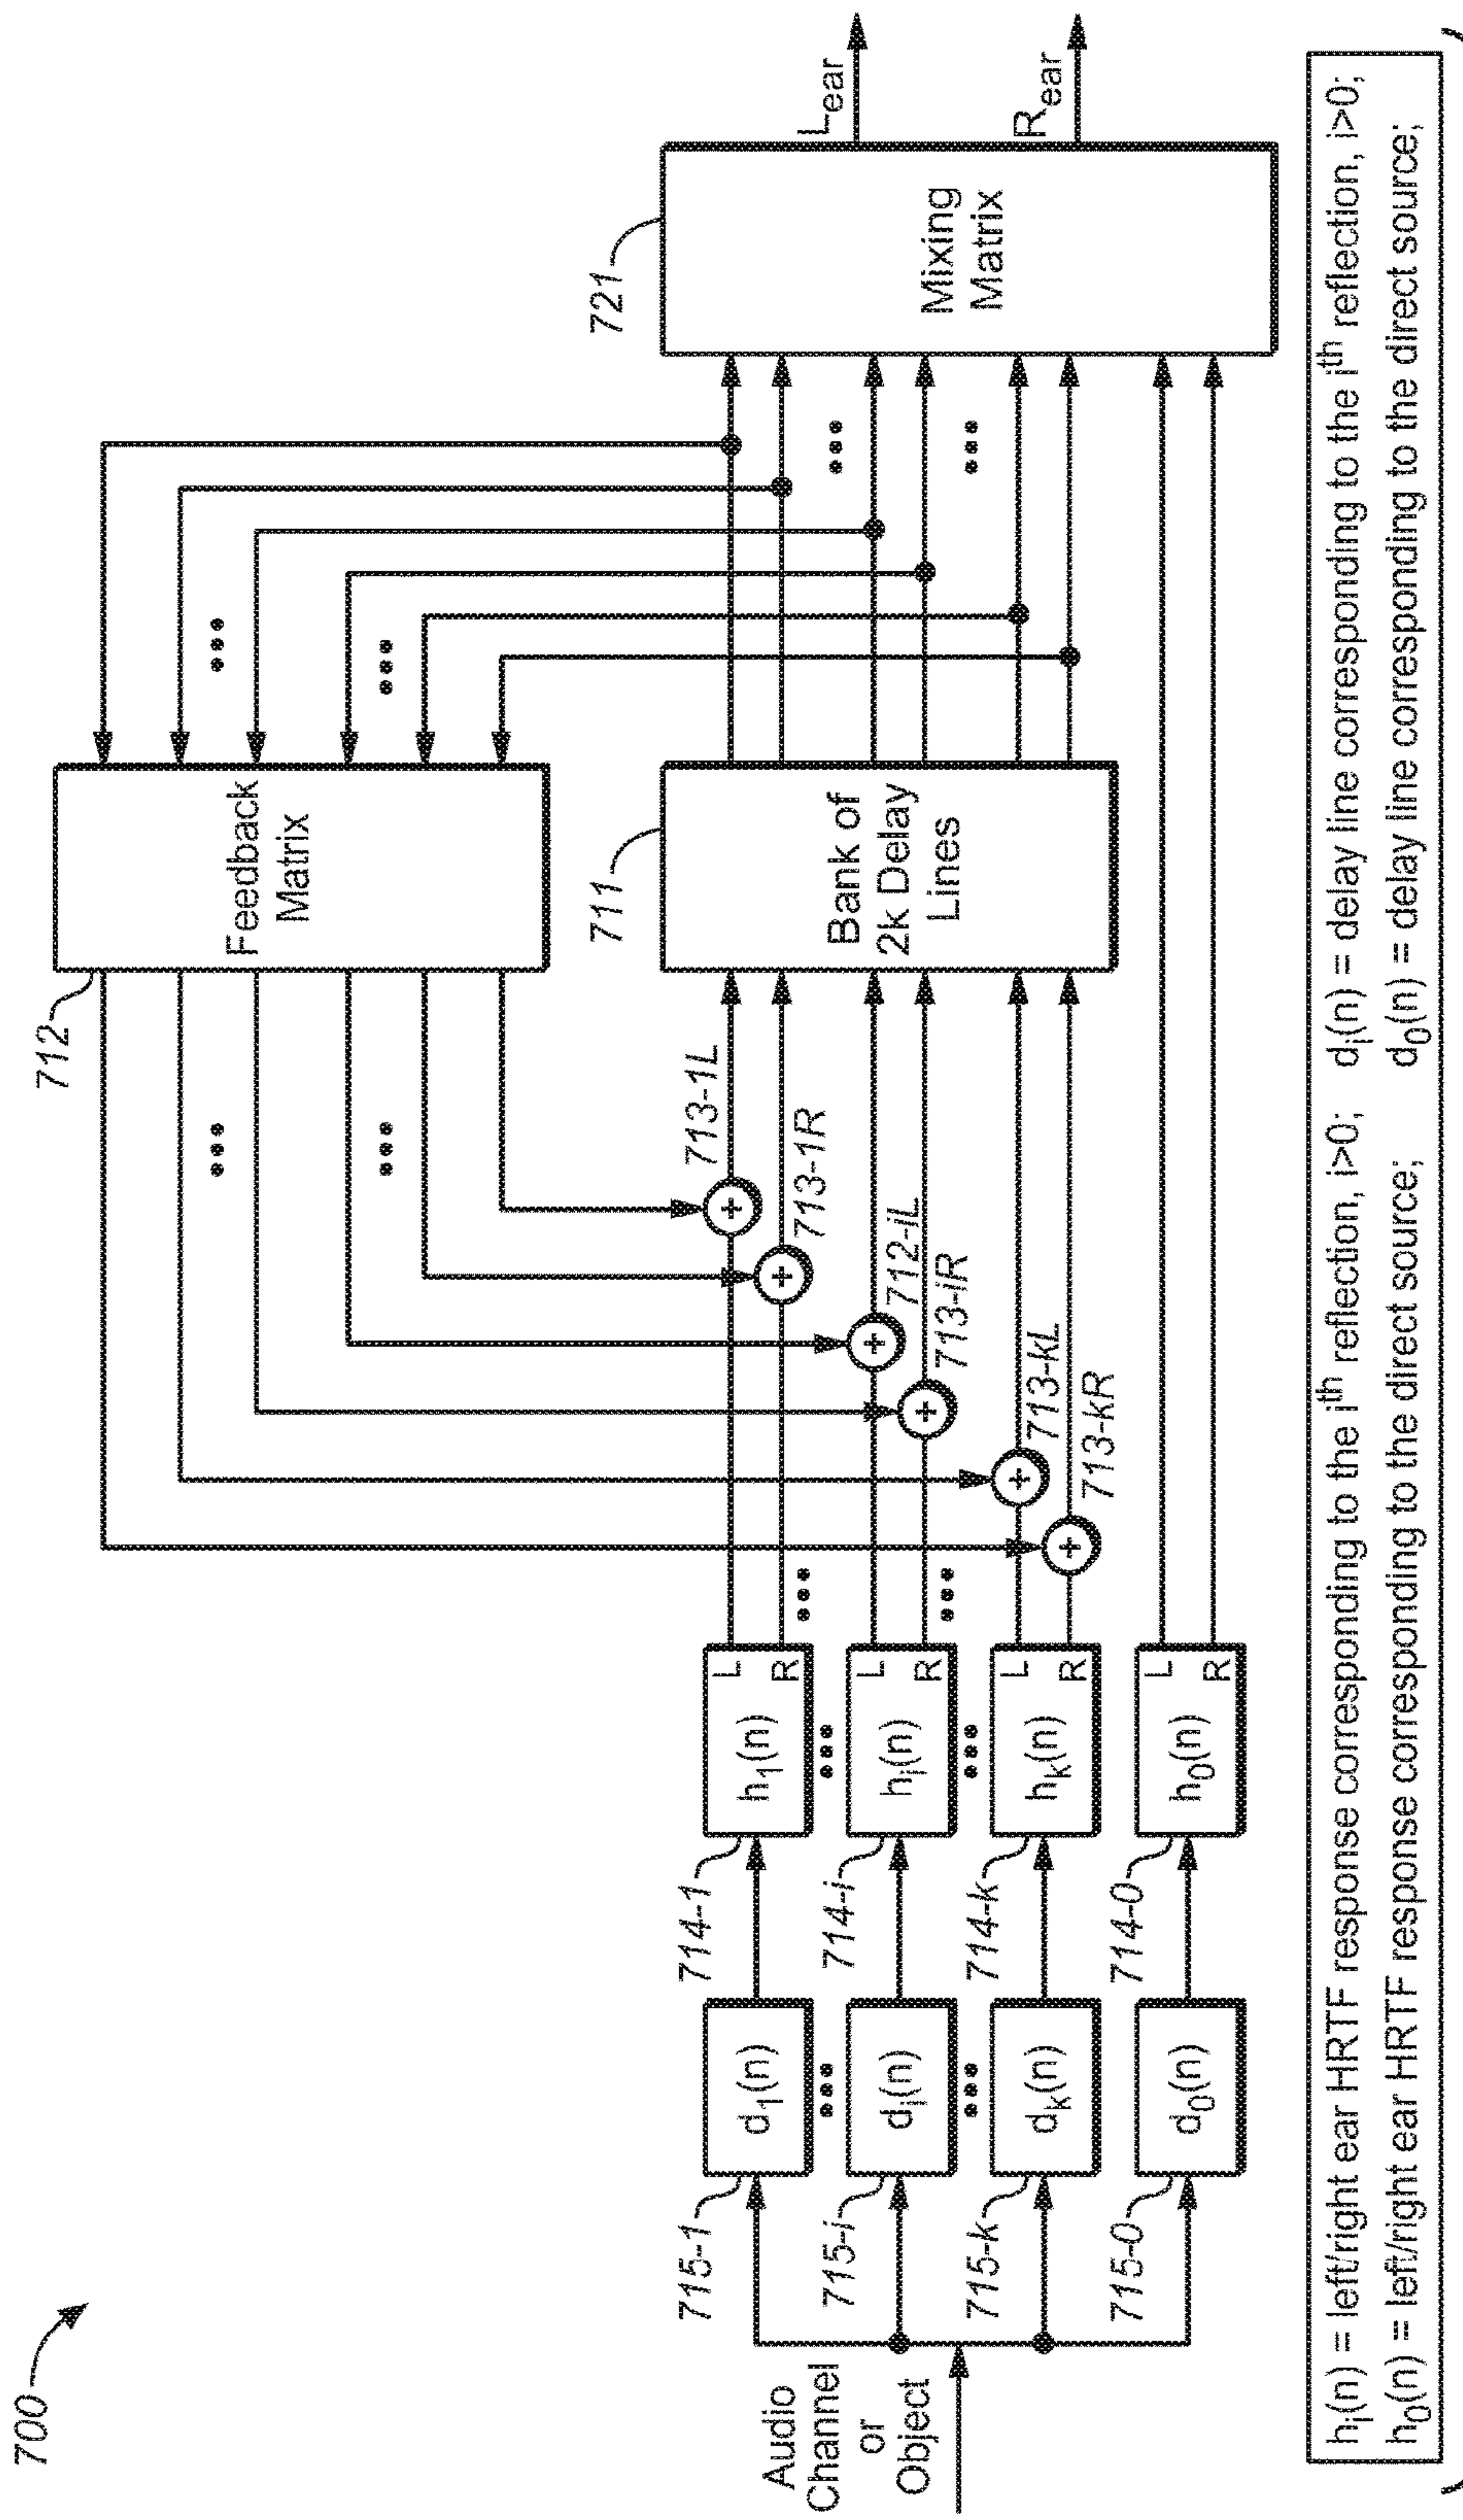 700
712
Feedback
Matrix
711
Bank of
2k Delay
Lines
721
Mixing
Matrix
L_ear
R_ear
713-1L
713-1R
712-iL
713-iR
713-kL
713-kR
Audio
Channel
or
Object
715-1
d₁(n)
714-1
h₁(n)
L
R
715-i
dᵢ(n)
714-i
hᵢ(n)
L
R
715-k
dₖ(n)
714-k
hₖ(n)
L
R
715-0
d₀(n)
714-0
h₀(n)
L
R
hᵢ(n) = left/right ear HRTF response corresponding to the iᵗʰ reflection, i>0; dᵢ(n) = delay line corresponding to the iᵗʰ reflection, i>0;
h₀(n) = left/right ear HRTF response corresponding to the direct source; d₀(n) = delay line corresponding to the direct source;